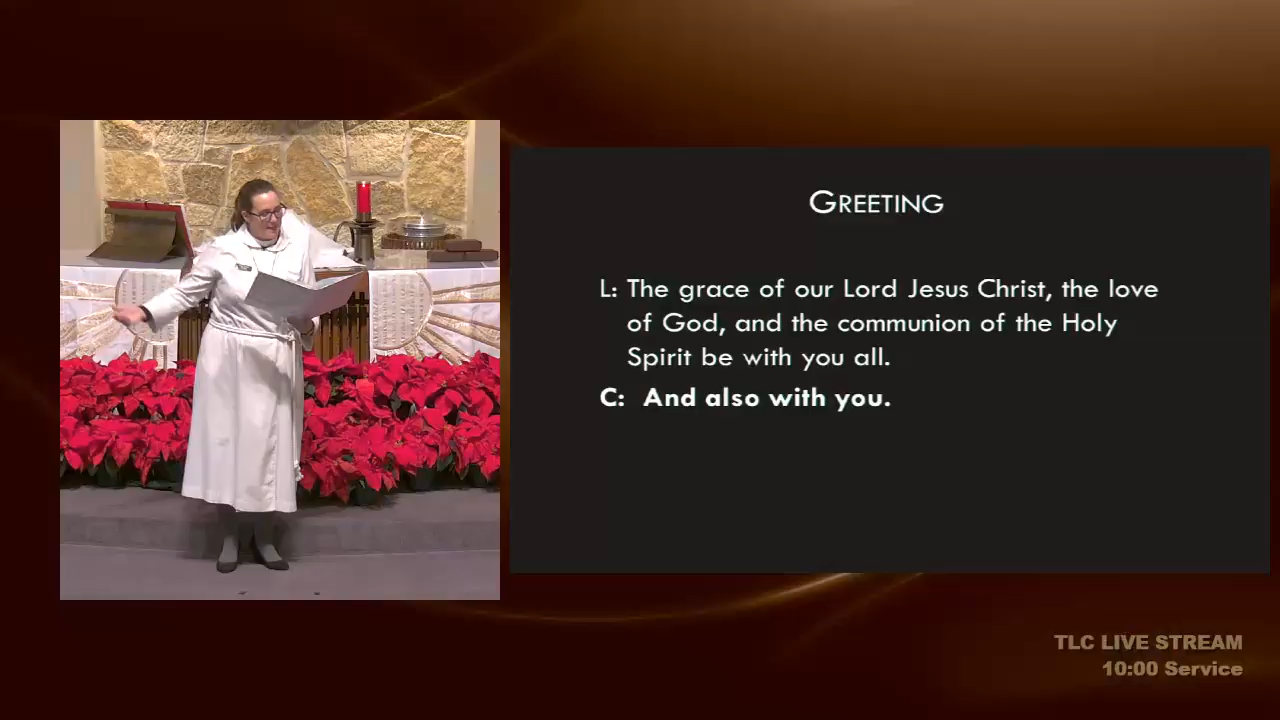 GREETING
L: The grace of our Lord Jesus Christ, the love
of God, and the communion of the Holy
Spirit be with you all.
C: And also with you.
TLC LIVE STREAM
10:00 Service